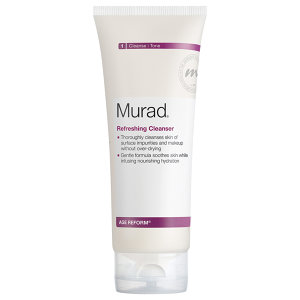 1 Cleanse • Tone
m
Murad.
Refreshing Cleanser
• Thoroughly cleanses skin of
surface impurities and makeup
without over-drying
• Gentle formula soothes skin while
infusing nourishing hydration
AGE REFORM®